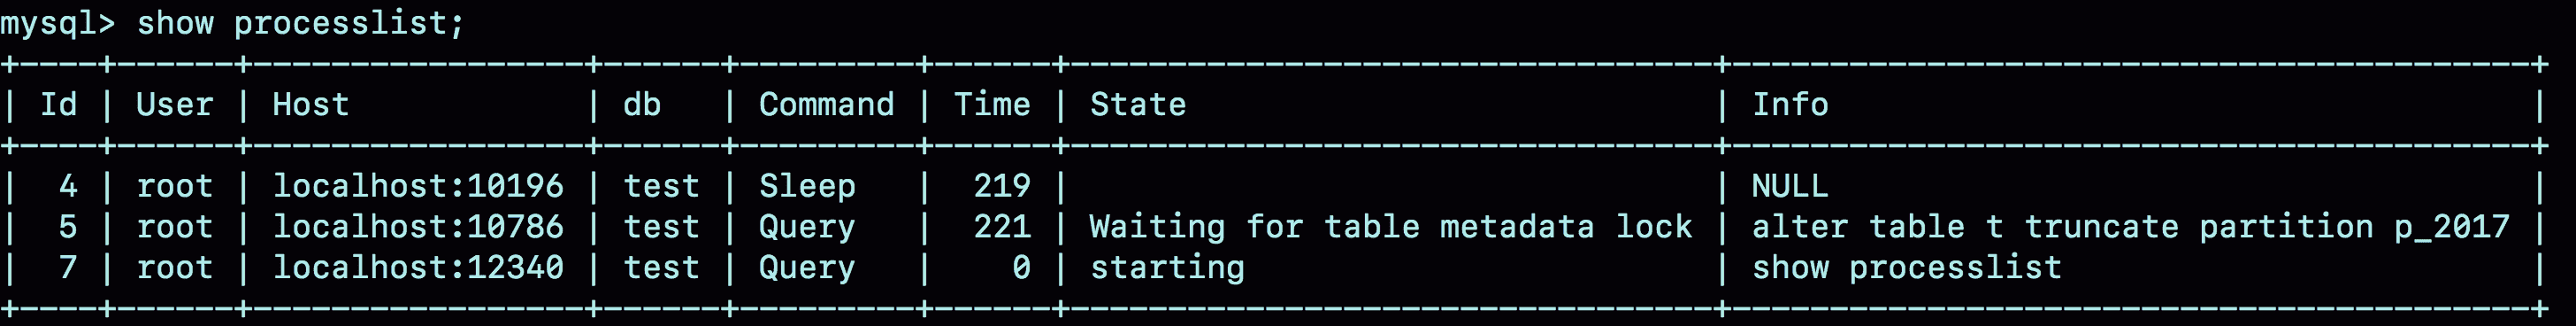 mysql> show processlist;
+----+------+-----------------+------+---------+------+---------------------------------+-----------------------------------------+
| Id | User | Host            | db   | Command | Time | State                           | Info                                    |
+----+------+-----------------+------+---------+------+---------------------------------+-----------------------------------------+
|  4 | root | localhost:10196 | test | Sleep   |  219 |                                 | NULL                                    |
|  5 | root | localhost:10786 | test | Query   |  221 | Waiting for table metadata lock | alter table t truncate partition p_2017 |
|  7 | root | localhost:12340 | test | Query   |    0 | starting                        | show processlist                        |
+----+------+-----------------+------+---------+------+---------------------------------+-----------------------------------------+